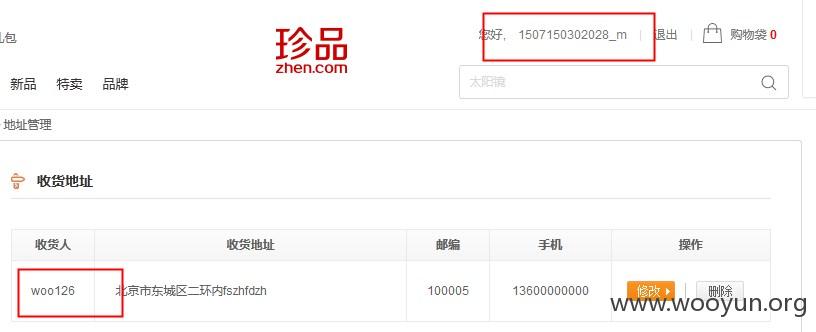 礼包
珍品
zhen.com
您好, 1507150302028_m 退出 购物袋 0
新品 特卖 品牌
太阳镜
地址管理
收货地址
收货人 收货地址 邮编 手机 操作
woo126 北京市东城区二环内fszhfdzh 100005 13600000000 修改 删除
www.wooyun.org